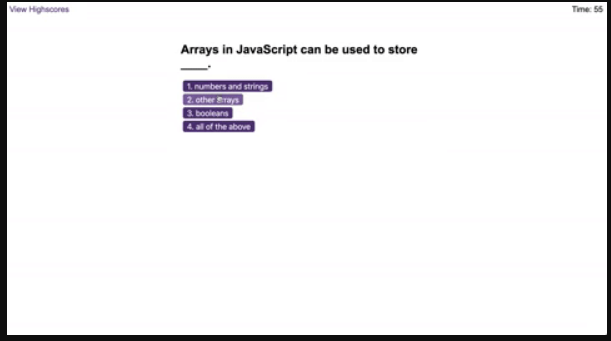 View Highscores
Time: 55
Arrays in JavaScript can be used to store
____.
1. numbers and strings
2. other arrays
3. booleans
4. all of the above